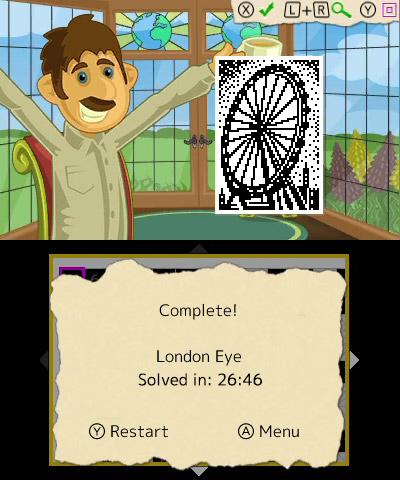 X L+R Y
Complete!
London Eye
Solved in: 26:46
Y Restart
A Menu